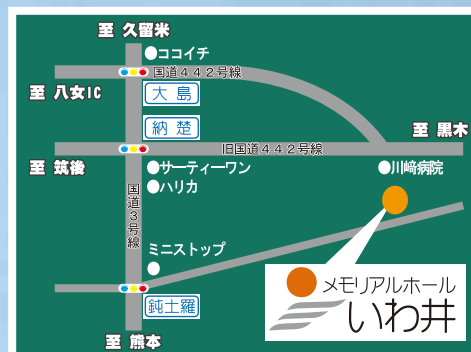 至 久留米
ココイチ
国道442号線
至 八女IC
大島
納楚
至 黒木
旧国道442号線
至 筑後
サーティーワン
川﨑病院
ハリカ
国道3号線
ミニストップ
メモリアルホール
いわ井
鈍土羅
至 熊本